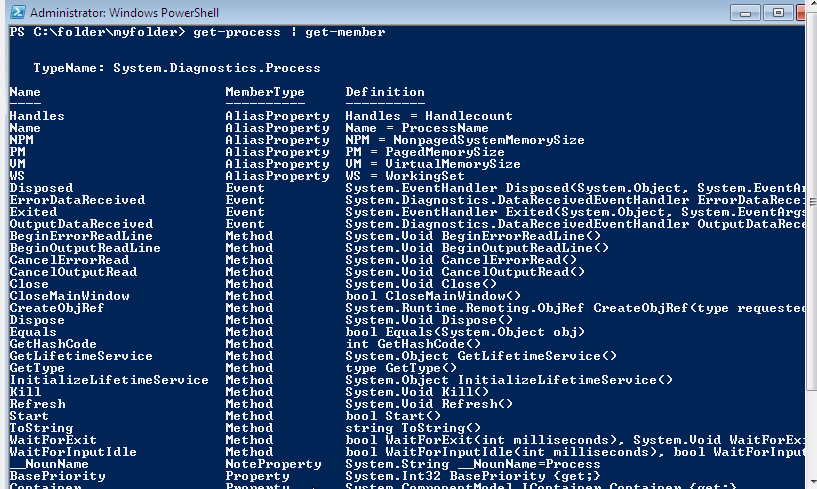 Administrator: Windows PowerShell
PS C:\folder\myfolder> get-process | get-member
TypeName: System.Diagnostics.Process
Name MemberType Definition
---- ---------- ----------
Handles AliasProperty Handles = Handlecount
Name AliasProperty Name = ProcessName
NPM AliasProperty NPM = NonpagedSystemMemorySize
PM AliasProperty PM = PagedMemorySize
VM AliasProperty VM = VirtualMemorySize
WS AliasProperty WS = WorkingSet
Disposed Event System.EventHandler Disposed(System.Object, System.EventAr
ErrorDataReceived Event System.Diagnostics.DataReceivedEventHandler ErrorDataRecei
Exited Event System.EventHandler Exited(System.Object, System.EventArgs
OutputDataReceived Event System.Diagnostics.DataReceivedEventHandler OutputDataRece
BeginErrorReadLine Method System.Void BeginErrorReadLine()
BeginOutputReadLine Method System.Void BeginOutputReadLine()
CancelErrorRead Method System.Void CancelErrorRead()
CancelOutputRead Method System.Void CancelOutputRead()
Close Method System.Void Close()
CloseMainWindow Method bool CloseMainWindow()
CreateObjRef Method System.Runtime.Remoting.ObjRef CreateObjRef(type requested
Dispose Method System.Void Dispose()
Equals Method bool Equals(System.Object obj)
GetHashCode Method int GetHashCode()
GetLifetimeService Method System.Object GetLifetimeService()
GetType Method type GetType()
InitializeLifetimeService Method System.Object InitializeLifetimeService()
Kill Method System.Void Kill()
Refresh Method System.Void Refresh()
Start Method bool Start()
ToString Method string ToString()
WaitForExit Method bool WaitForExit(int milliseconds), System.Void WaitForEx
WaitForInputIdle Method bool WaitForInputIdle(int milliseconds), bool WaitForInput
__NounName NoteProperty System.String __NounName=Process
BasePriority Property System.Int32 BasePriority {get;}
Container Property System.ComponentModel.IContainer Container {get;}